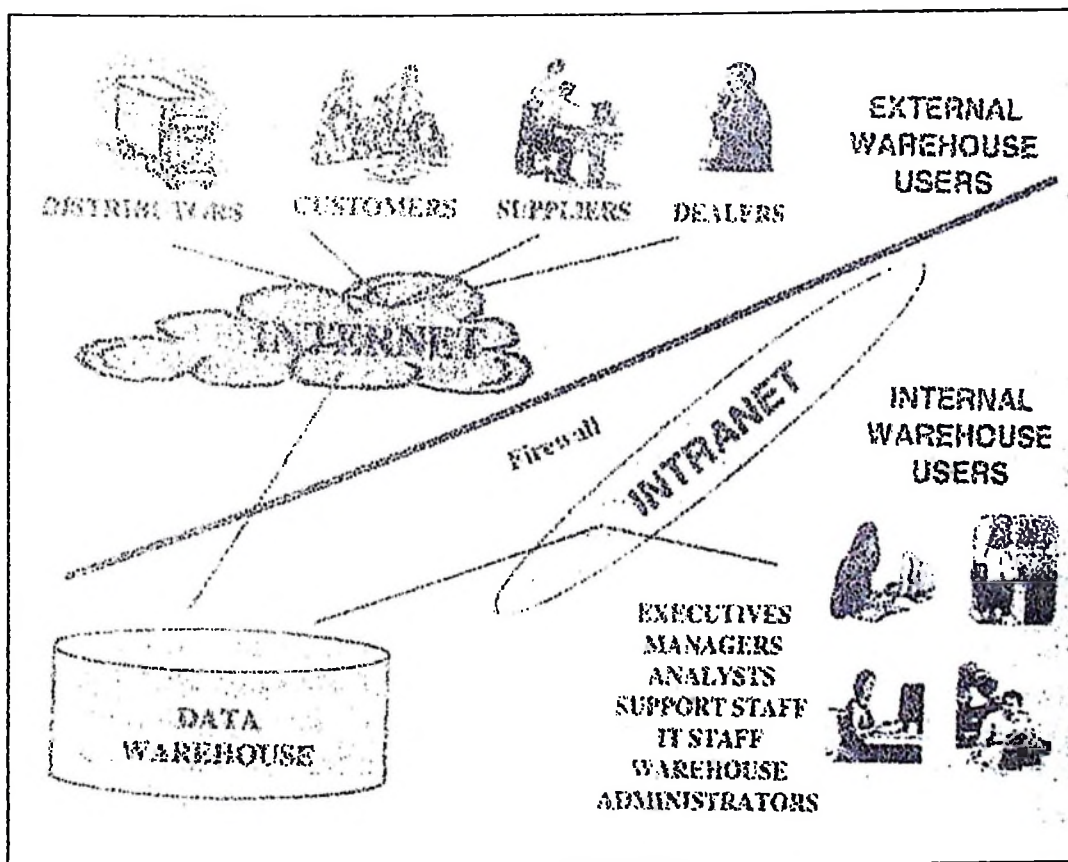 EXTERNAL
WAREHOUSE
USERS
DISTRIBUTORS
CUSTOMERS
SUPPLIERS
DEALERS
INTERNET
Firewall
INTRANET
INTERNAL
WAREHOUSE
USERS
DATA
WAREHOUSE
EXECUTIVES
MANAGERS
ANALYSTS
SUPPORT STAFF
IT STAFF
WAREHOUSE
ADMINISTRATORS